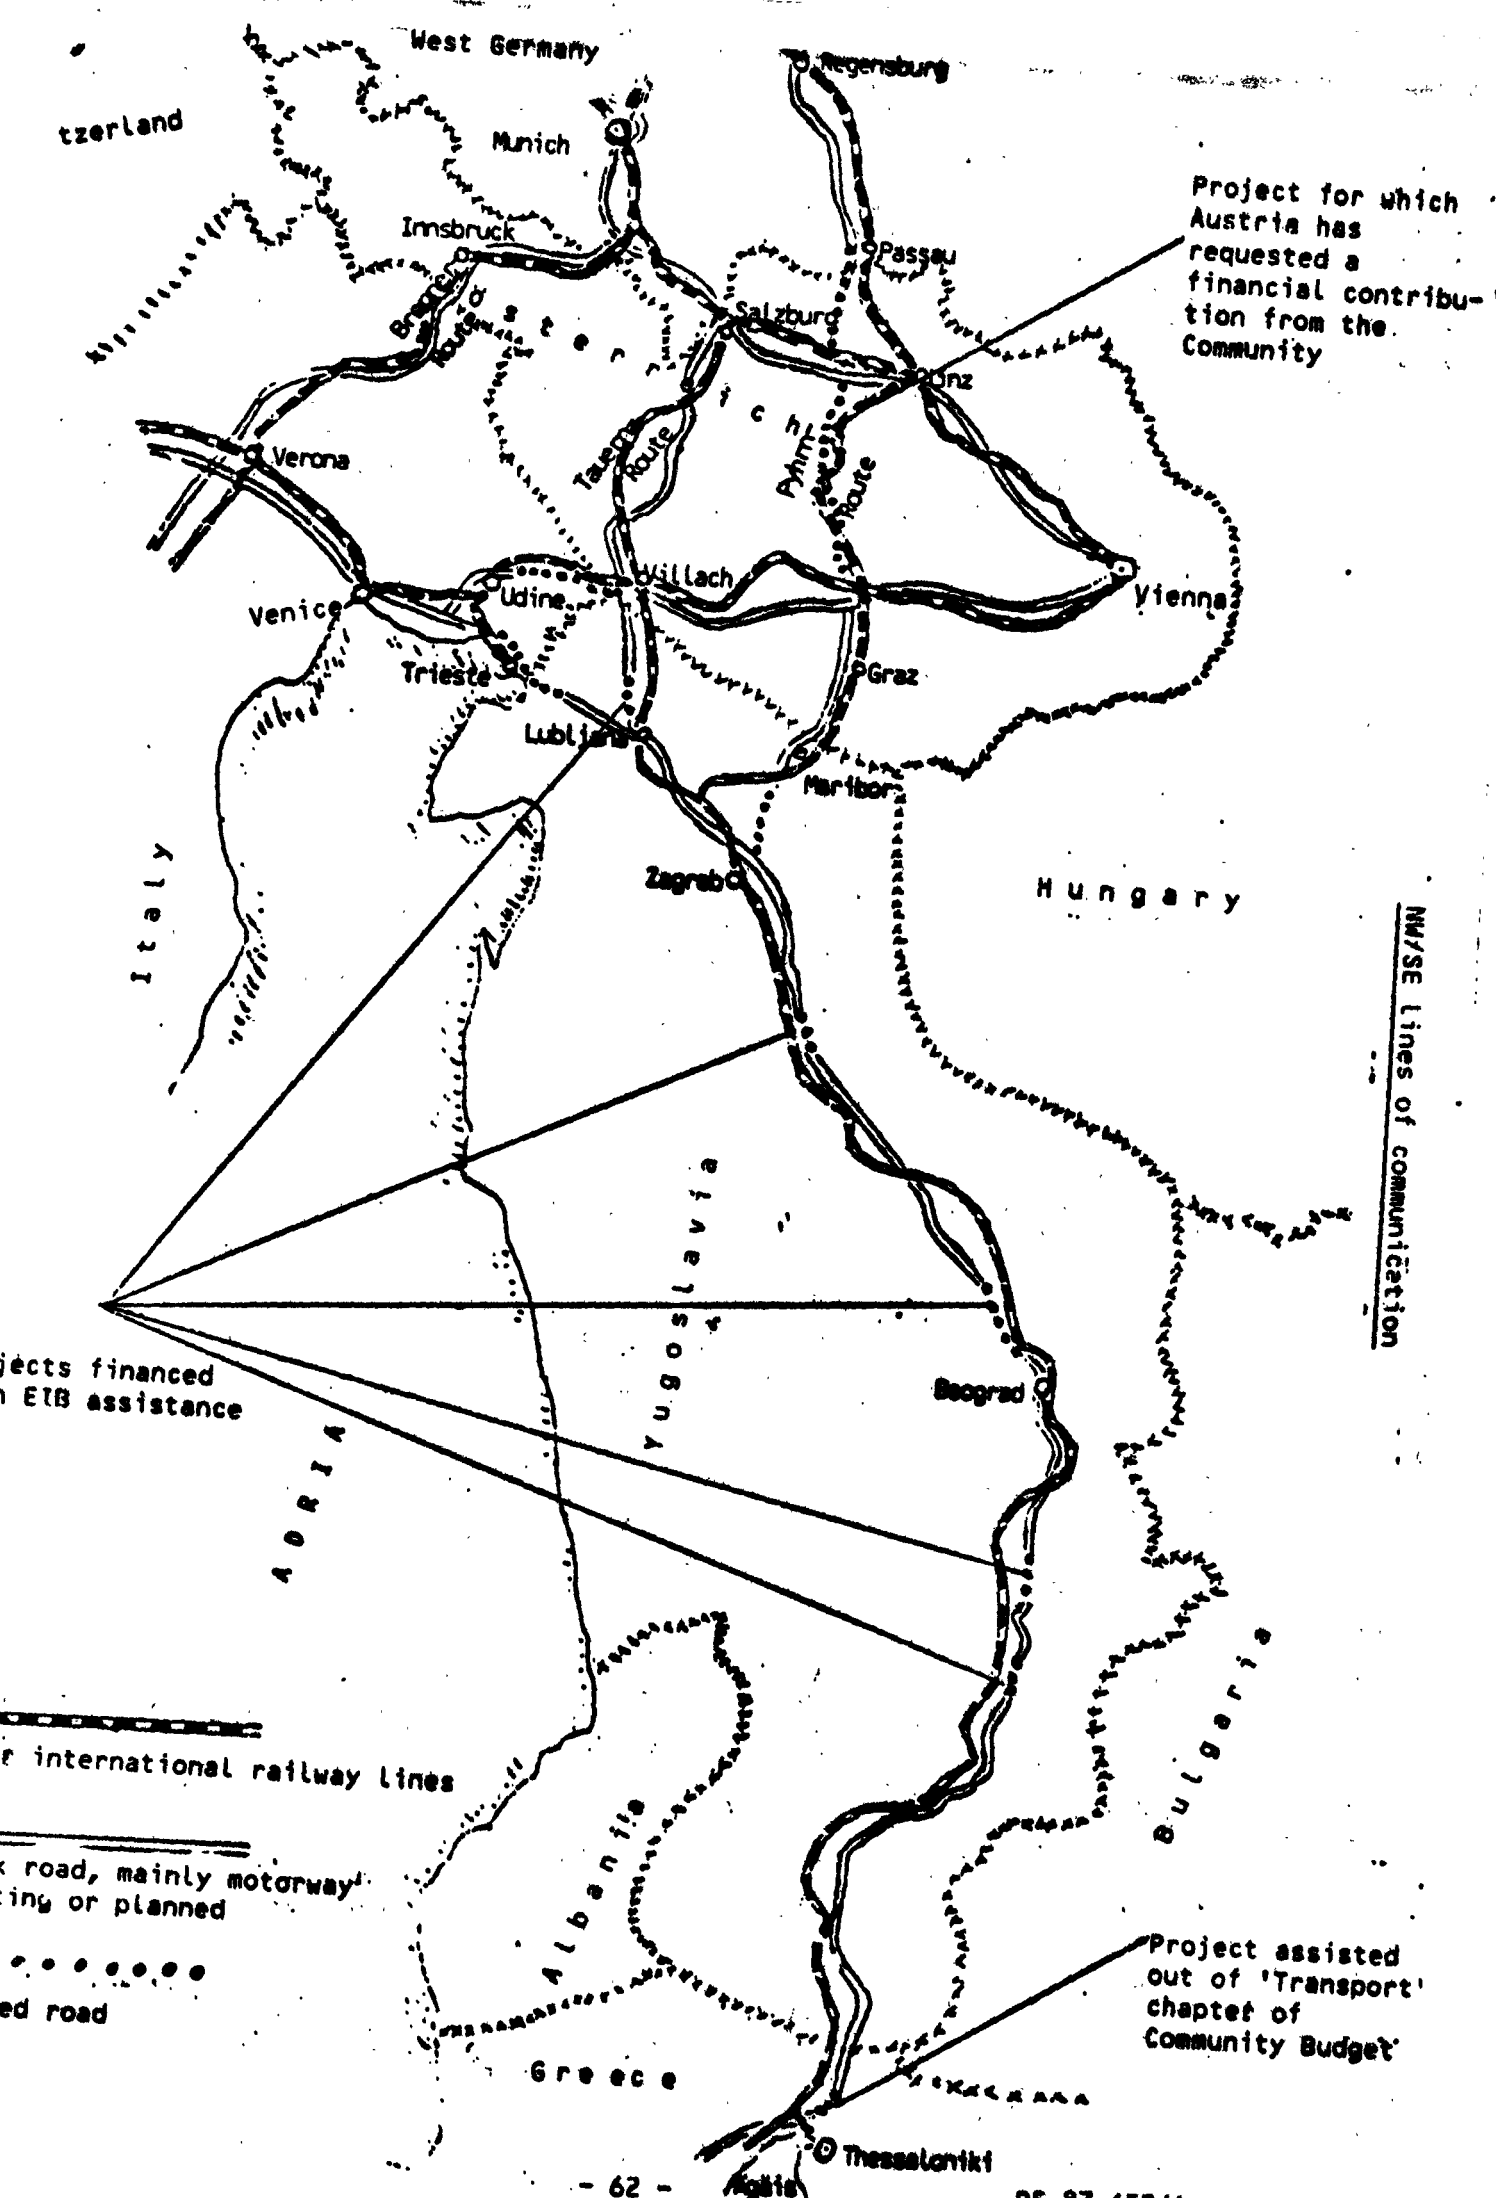 West Germany
Regensburg
tzerland
Munich
Project for which
Austria has
requested a
financial contribu-
tion from the
Community
Innsbruck
Passau
Brenner
Route
Ö s t e r r e i c h
Salzburg
Linz
Verona
Tauern
Route
Pyhrn
Route
Villach
Venice
Udine
Vienna
Trieste
Graz
Lubljana
Maribor
Zagreb
Hungary
Italy
NW/SE lines of communication
Yugoslavia
jects financed
EIB assistance
Beograd
ADRIA
Bulgaria
international railway lines
road, mainly motorway
ting or planned
ed road
Albania
Project assisted
out of 'Transport'
chapter of
Community Budget
Greece
Thessaloniki
- 62 -
Ägäis